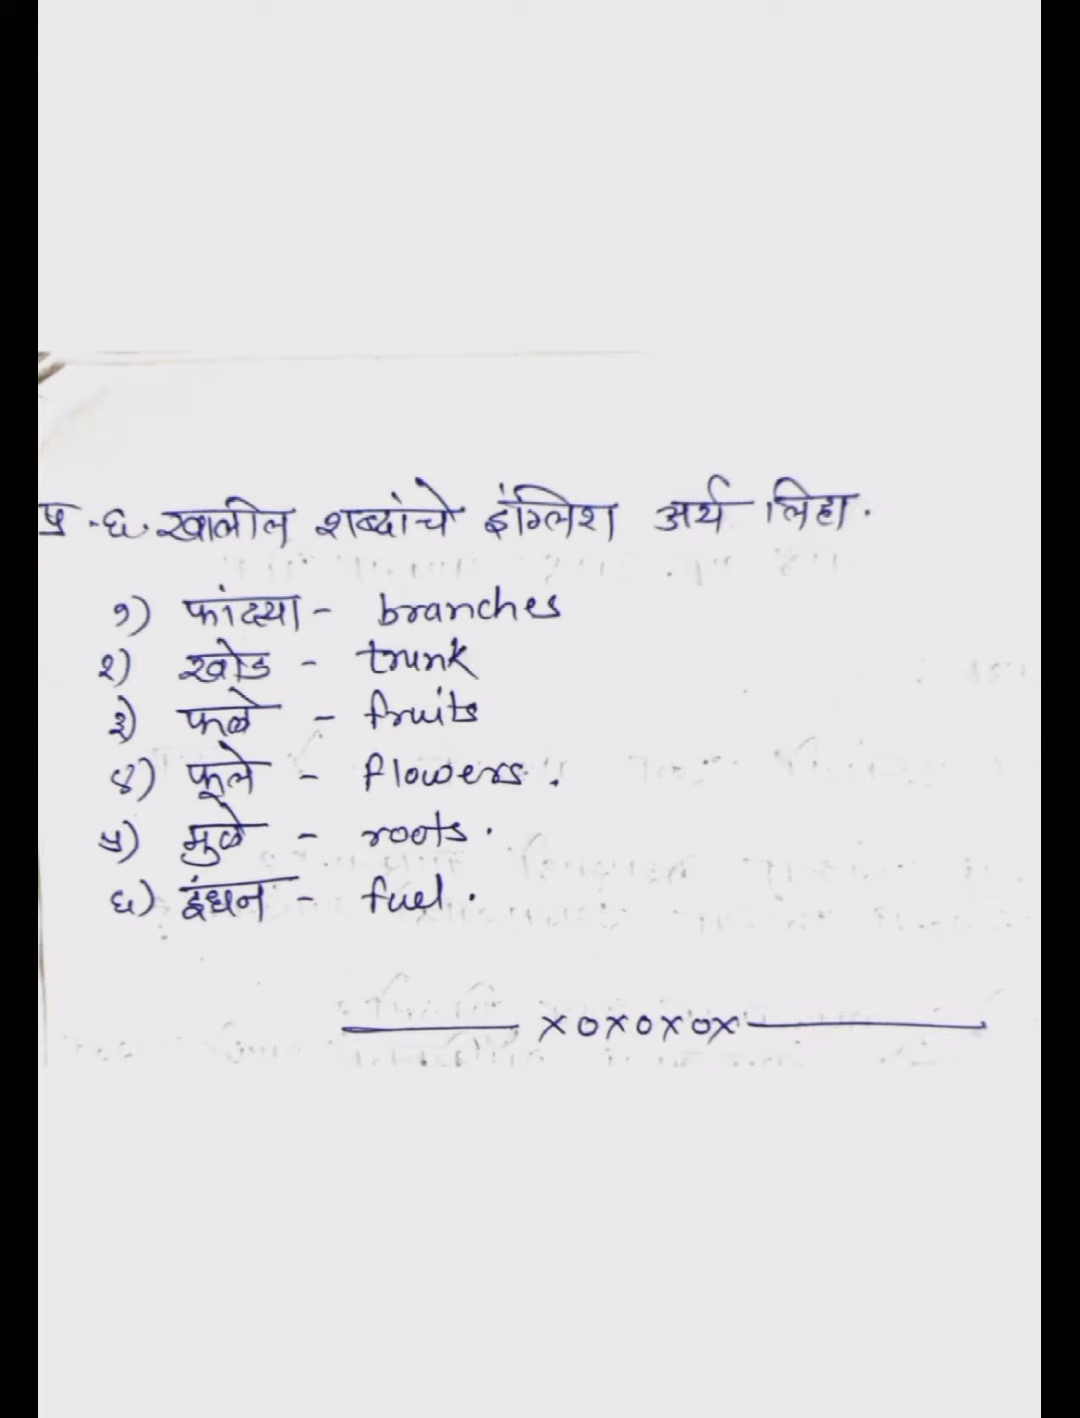 प्र.६. खालील शब्दांचे इंग्लिश अर्थ लिहा.
१) फांद्या - branches
२) खोड - trunk
३) फळे - fruits
४) फूले - flowers.
५) मुळे - roots.
६) इंधन - fuel.
xoxoxox